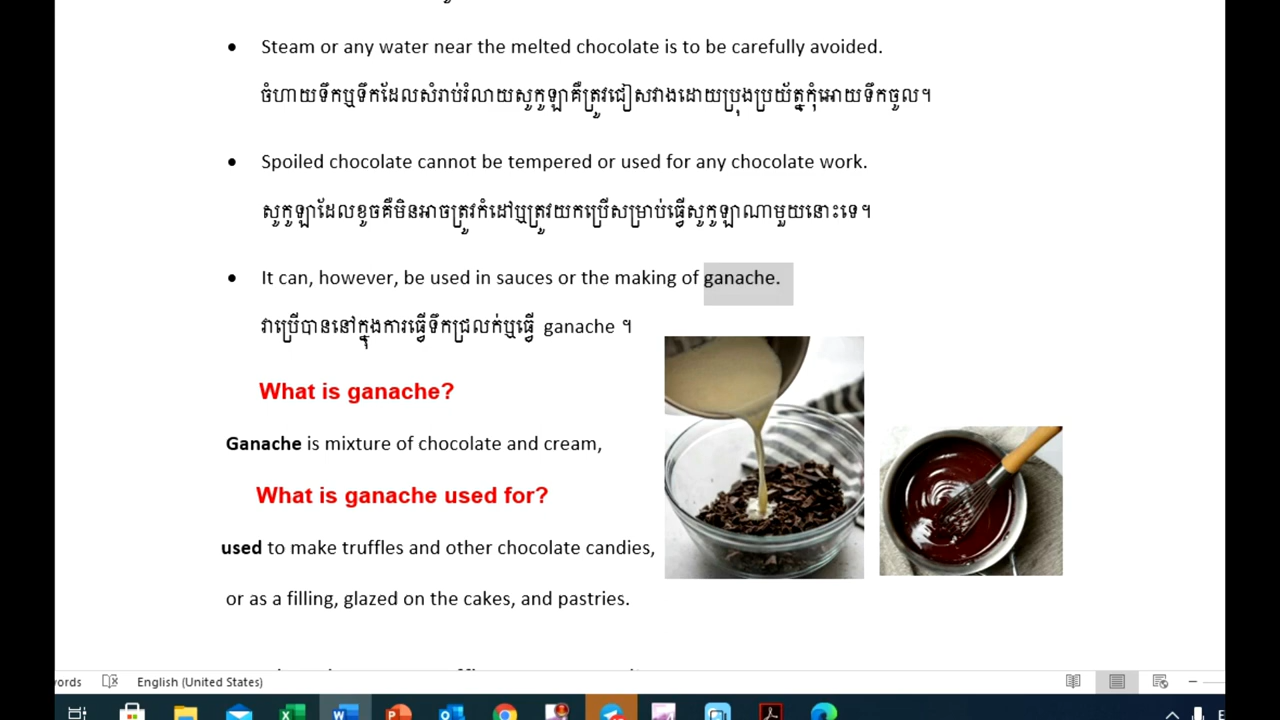 Steam or any water near the melted chocolate is to be carefully avoided.
ចំហាយទឹកឬទឹកដែលសំរាប់រំលាយសូកូឡាគឺត្រូវជៀសវាងដោយប្រុងប្រយ័ត្នកុំអោយទឹកចូល។
Spoiled chocolate cannot be tempered or used for any chocolate work.
សូកូឡាដែលខូចគឺមិនអាចត្រូវកំដៅឬត្រូវយកប្រើសម្រាប់ធ្វើសូកូឡាណាមួយនោះទេ។
It can, however, be used in sauces or the making of ganache.
វាប្រើបាននៅក្នុងការធ្វើទឹកជ្រលក់ឬធ្វើ ganache ។
What is ganache?
Ganache is mixture of chocolate and cream,
What is ganache used for?
used to make truffles and other chocolate candies,
or as a filling, glazed on the cakes, and pastries.
ords English (United States)